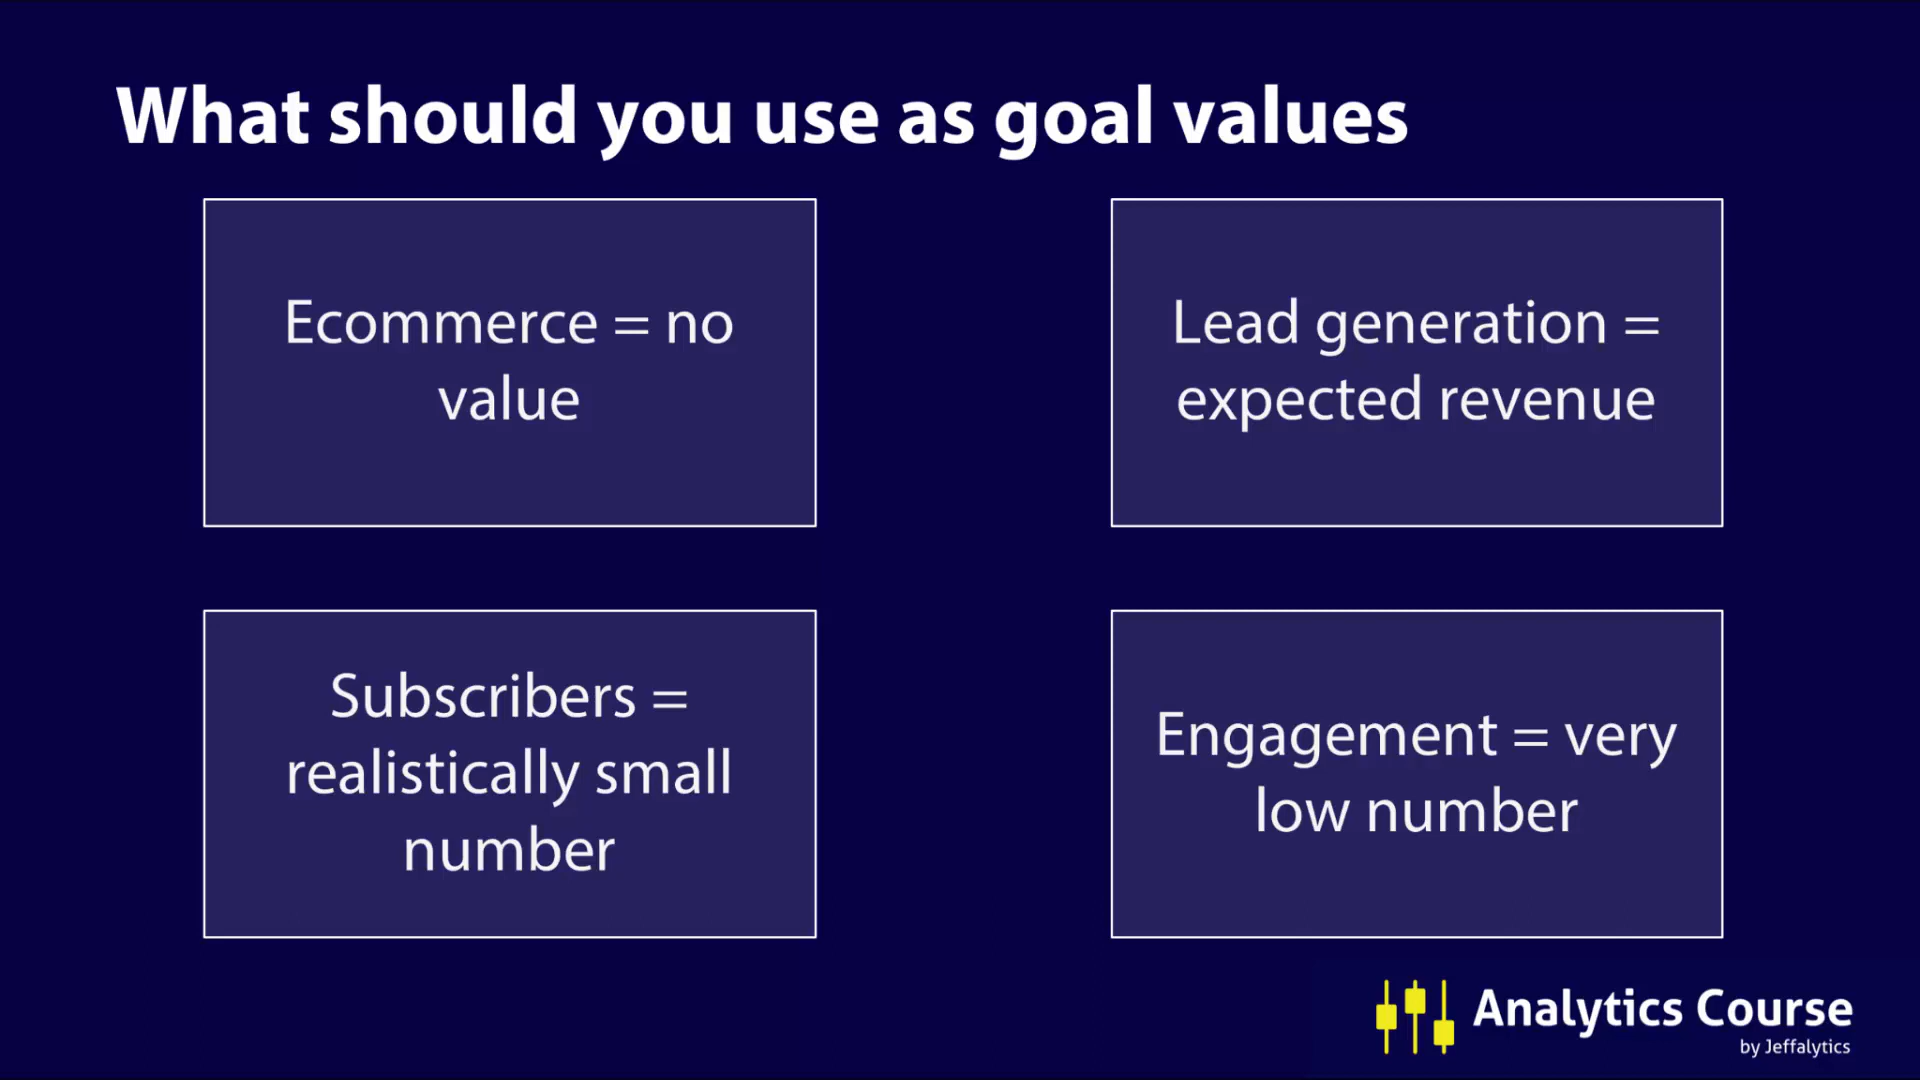 What should you use as goal values
Ecommerce = no
value
Lead generation =
expected revenue
Subscribers =
realistically small
number
Engagement = very
low number
Analytics Course
by Jeffalytics